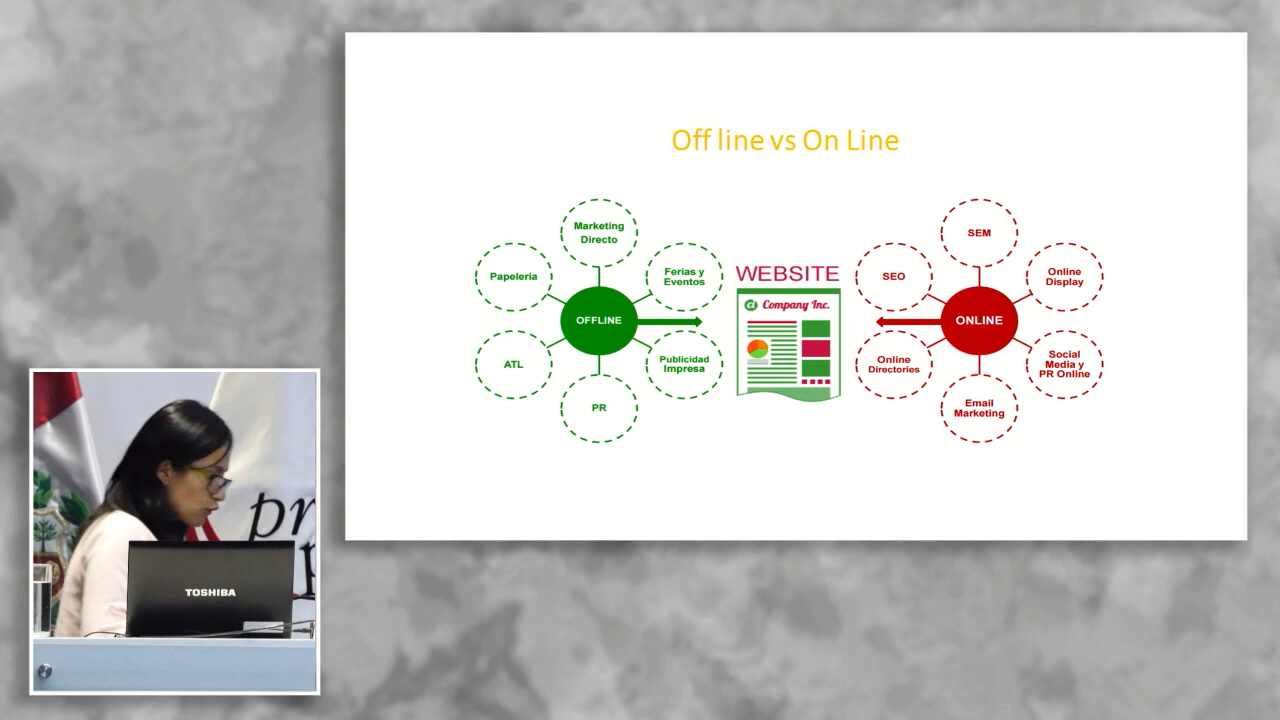 Off line vs On Line
Marketing
Directo
Papeleria
Ferias y
Eventos
OFFLINE
ATL
Publicidad
Impresa
PR
WEBSITE
Company Inc.
SEM
SEO
Online
Display
ONLINE
Online
Directories
Social
Media y
PR Online
Email
Marketing
TOSHIBA